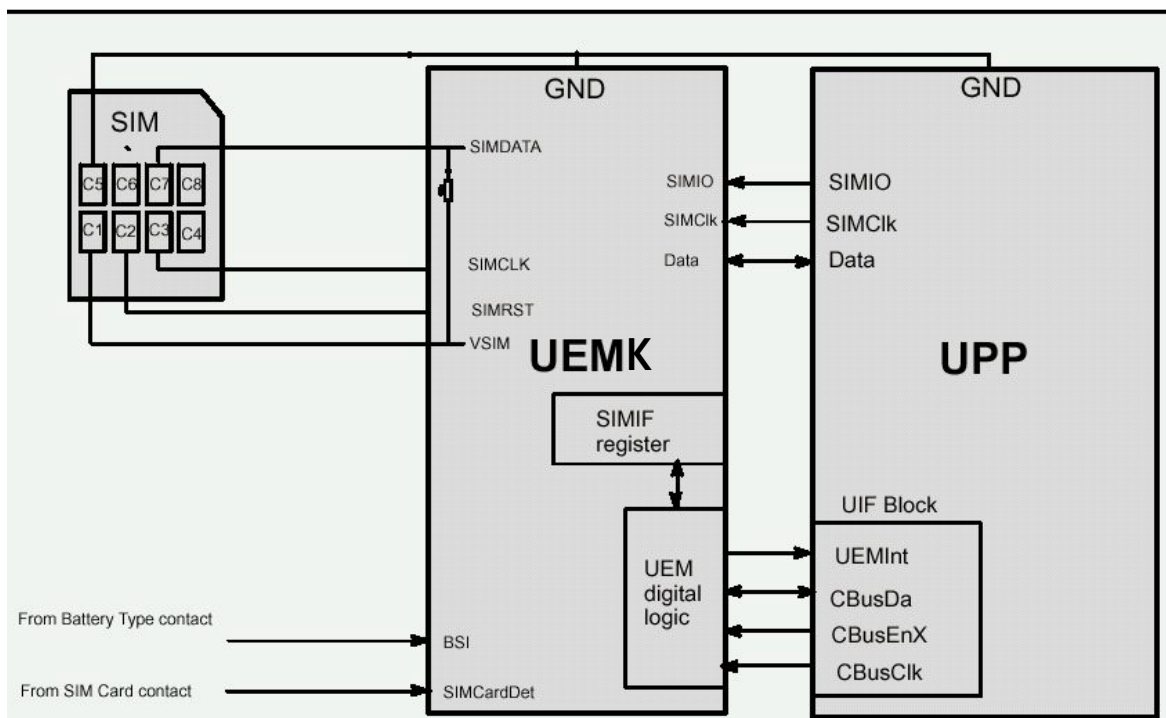 GND
GND
SIM
SIMDATA
C5 C6 C7 C8
SIMIO
SIMIO
C1 C2 C3 C4
SIMClk
SIMClk
SIMCLK
Data
Data
SIMRST
VSIM
UEMK
UPP
SIMIF
register
UIF Block
UEM
digital
logic
UEMInt
CBusDa
CBusEnX
CBusClk
From Battery Type contact
BSI
From SIM Card contact
SIMCardDet